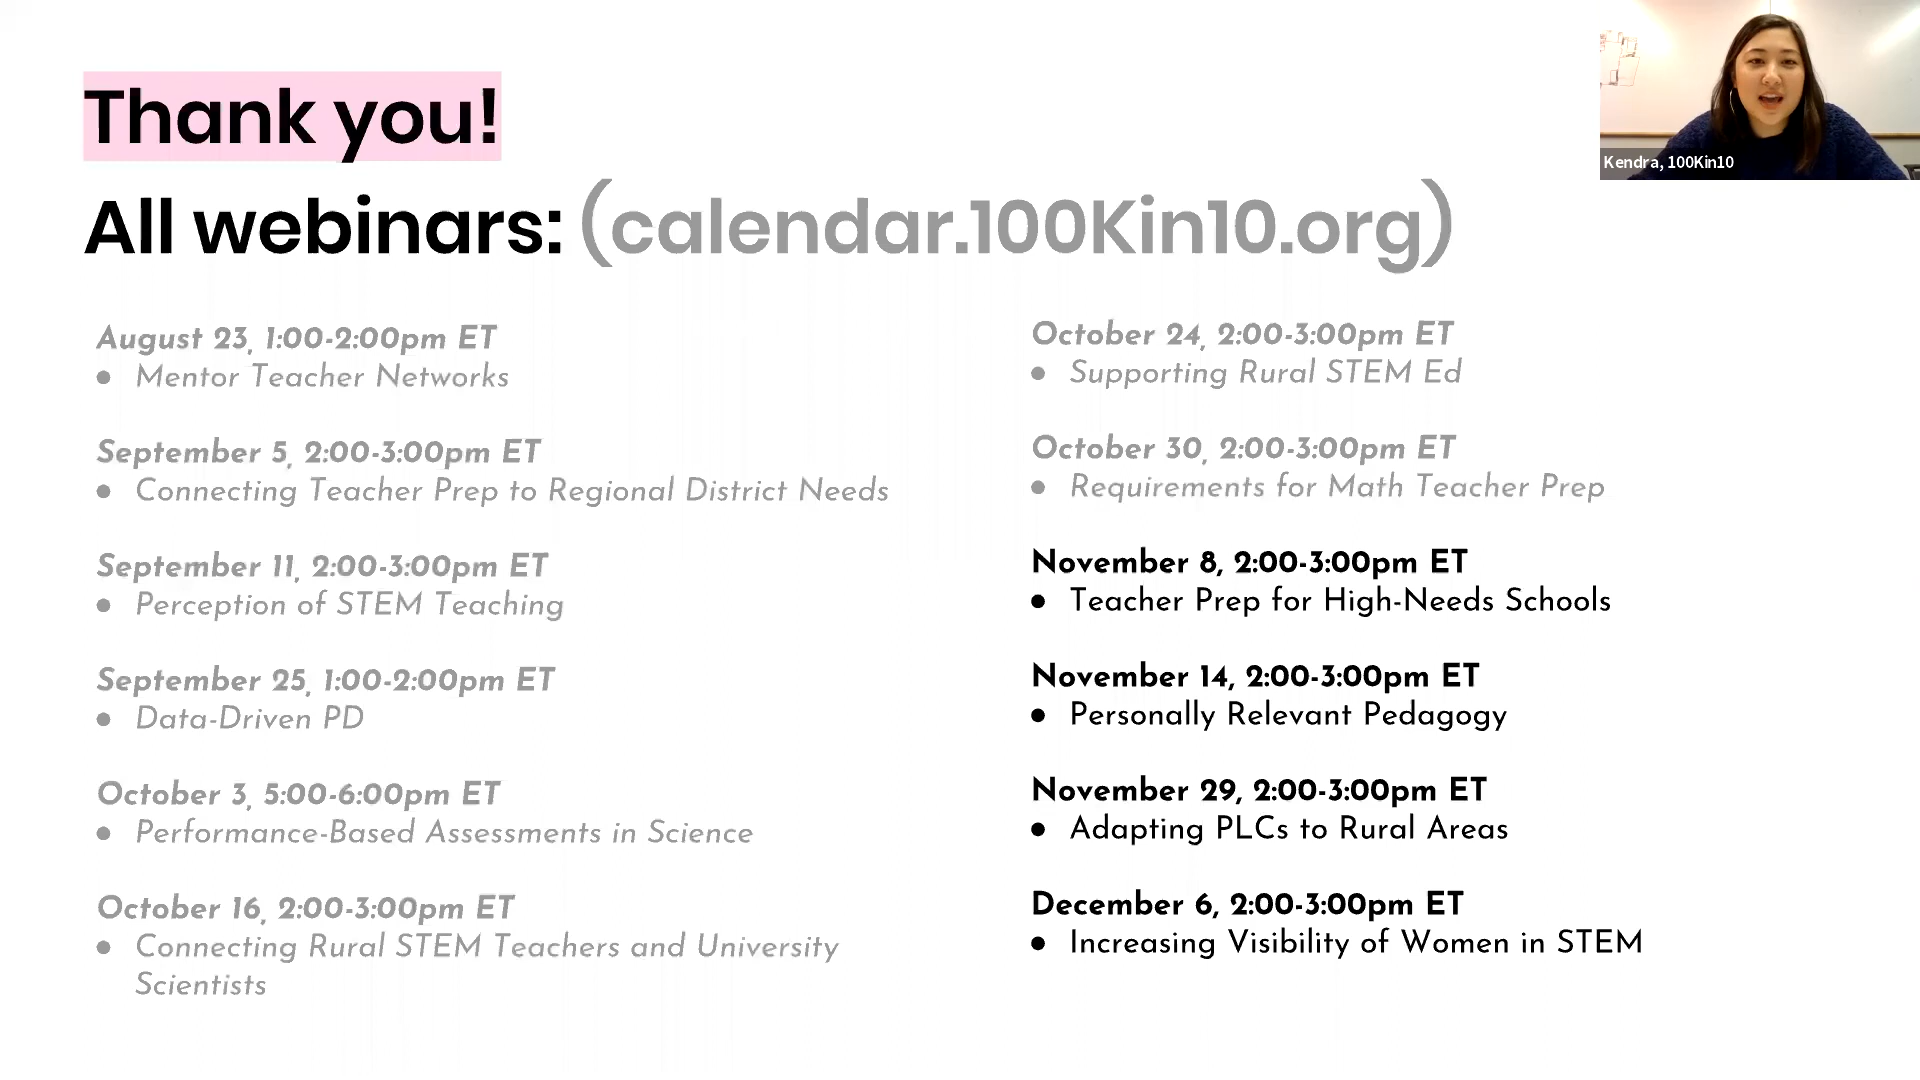 Thank you!
All webinars: (calendar.100Kin10.org)
August 23, 1:00-2:00pm ET
● Mentor Teacher Networks
September 5, 2:00-3:00pm ET
● Connecting Teacher Prep to Regional District Needs
September 11, 2:00-3:00pm ET
● Perception of STEM Teaching
September 25, 1:00-2:00pm ET
● Data-Driven PD
October 3, 5:00-6:00pm ET
● Performance-Based Assessments in Science
October 16, 2:00-3:00pm ET
● Connecting Rural STEM Teachers and University
Scientists
October 24, 2:00-3:00pm ET
● Supporting Rural STEM Ed
October 30, 2:00-3:00pm ET
● Requirements for Math Teacher Prep
November 8, 2:00-3:00pm ET
● Teacher Prep for High-Needs Schools
November 14, 2:00-3:00pm ET
● Personally Relevant Pedagogy
November 29, 2:00-3:00pm ET
● Adapting PLCs to Rural Areas
December 6, 2:00-3:00pm ET
● Increasing Visibility of Women in STEM
Kendra, 100Kin10